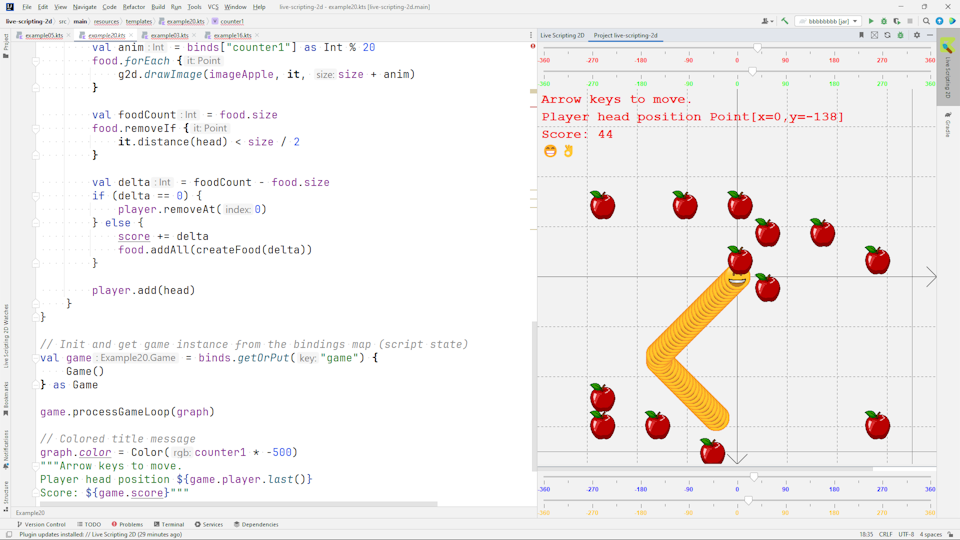 File Edit View Navigate Code Refactor Build Run Tools VCS Window Help live-scripting-2d - example20.kts [live-scripting-2d.main]
live-scripting-2d src main resources templates example20.kts counter1 bbbbbbbb [jar]
example05.kts example20.kts example03.kts example16.kts
Live Scripting 2D Project live-scripting-2d
Project
Live Scripting 2D Watches
Bookmarks
Notifications
Structure
val anim : Int = binds["counter1"] as Int % 20
food.forEach { it: Point
g2d.drawImage(imageApple, it, size: size + anim)
}
val foodCount : Int = food.size
food.removeIf { it: Point
it.distance(head) < size / 2
}
val delta : Int = foodCount - food.size
if (delta == 0) {
player.removeAt( index: 0)
} else {
score += delta
food.addAll(createFood(delta))
}
player.add(head)
}
}
// Init and get game instance from the bindings map (script state)
val game : Example20.Game = binds.getOrPut( key: "game") {
Game()
} as Game
game.processGameLoop(graph)
// Colored title message
graph.color = Color( rgb: counter1 * -500)
"""Arrow keys to move.
Player head position ${game.player.last()}
Score: ${game.score}"""
Example20
-360 -270 -180 -90 0 90 180 270 360
-360 -270 -180 -90 0 90 180 270 360
Arrow keys to move.
Player head position Point[x=0,y=-138]
Score: 44
-360 -270 -180 -90 0 90 180 270 360
-360 -270 -180 -90 0 90 180 270 360
Live Scripting 2D
Gradle
Version Control TODO Problems Terminal Services Dependencies
Plugin updates installed: // Live Scripting 2D (29 minutes ago) 18:35 CRLF UTF-8 4 spaces